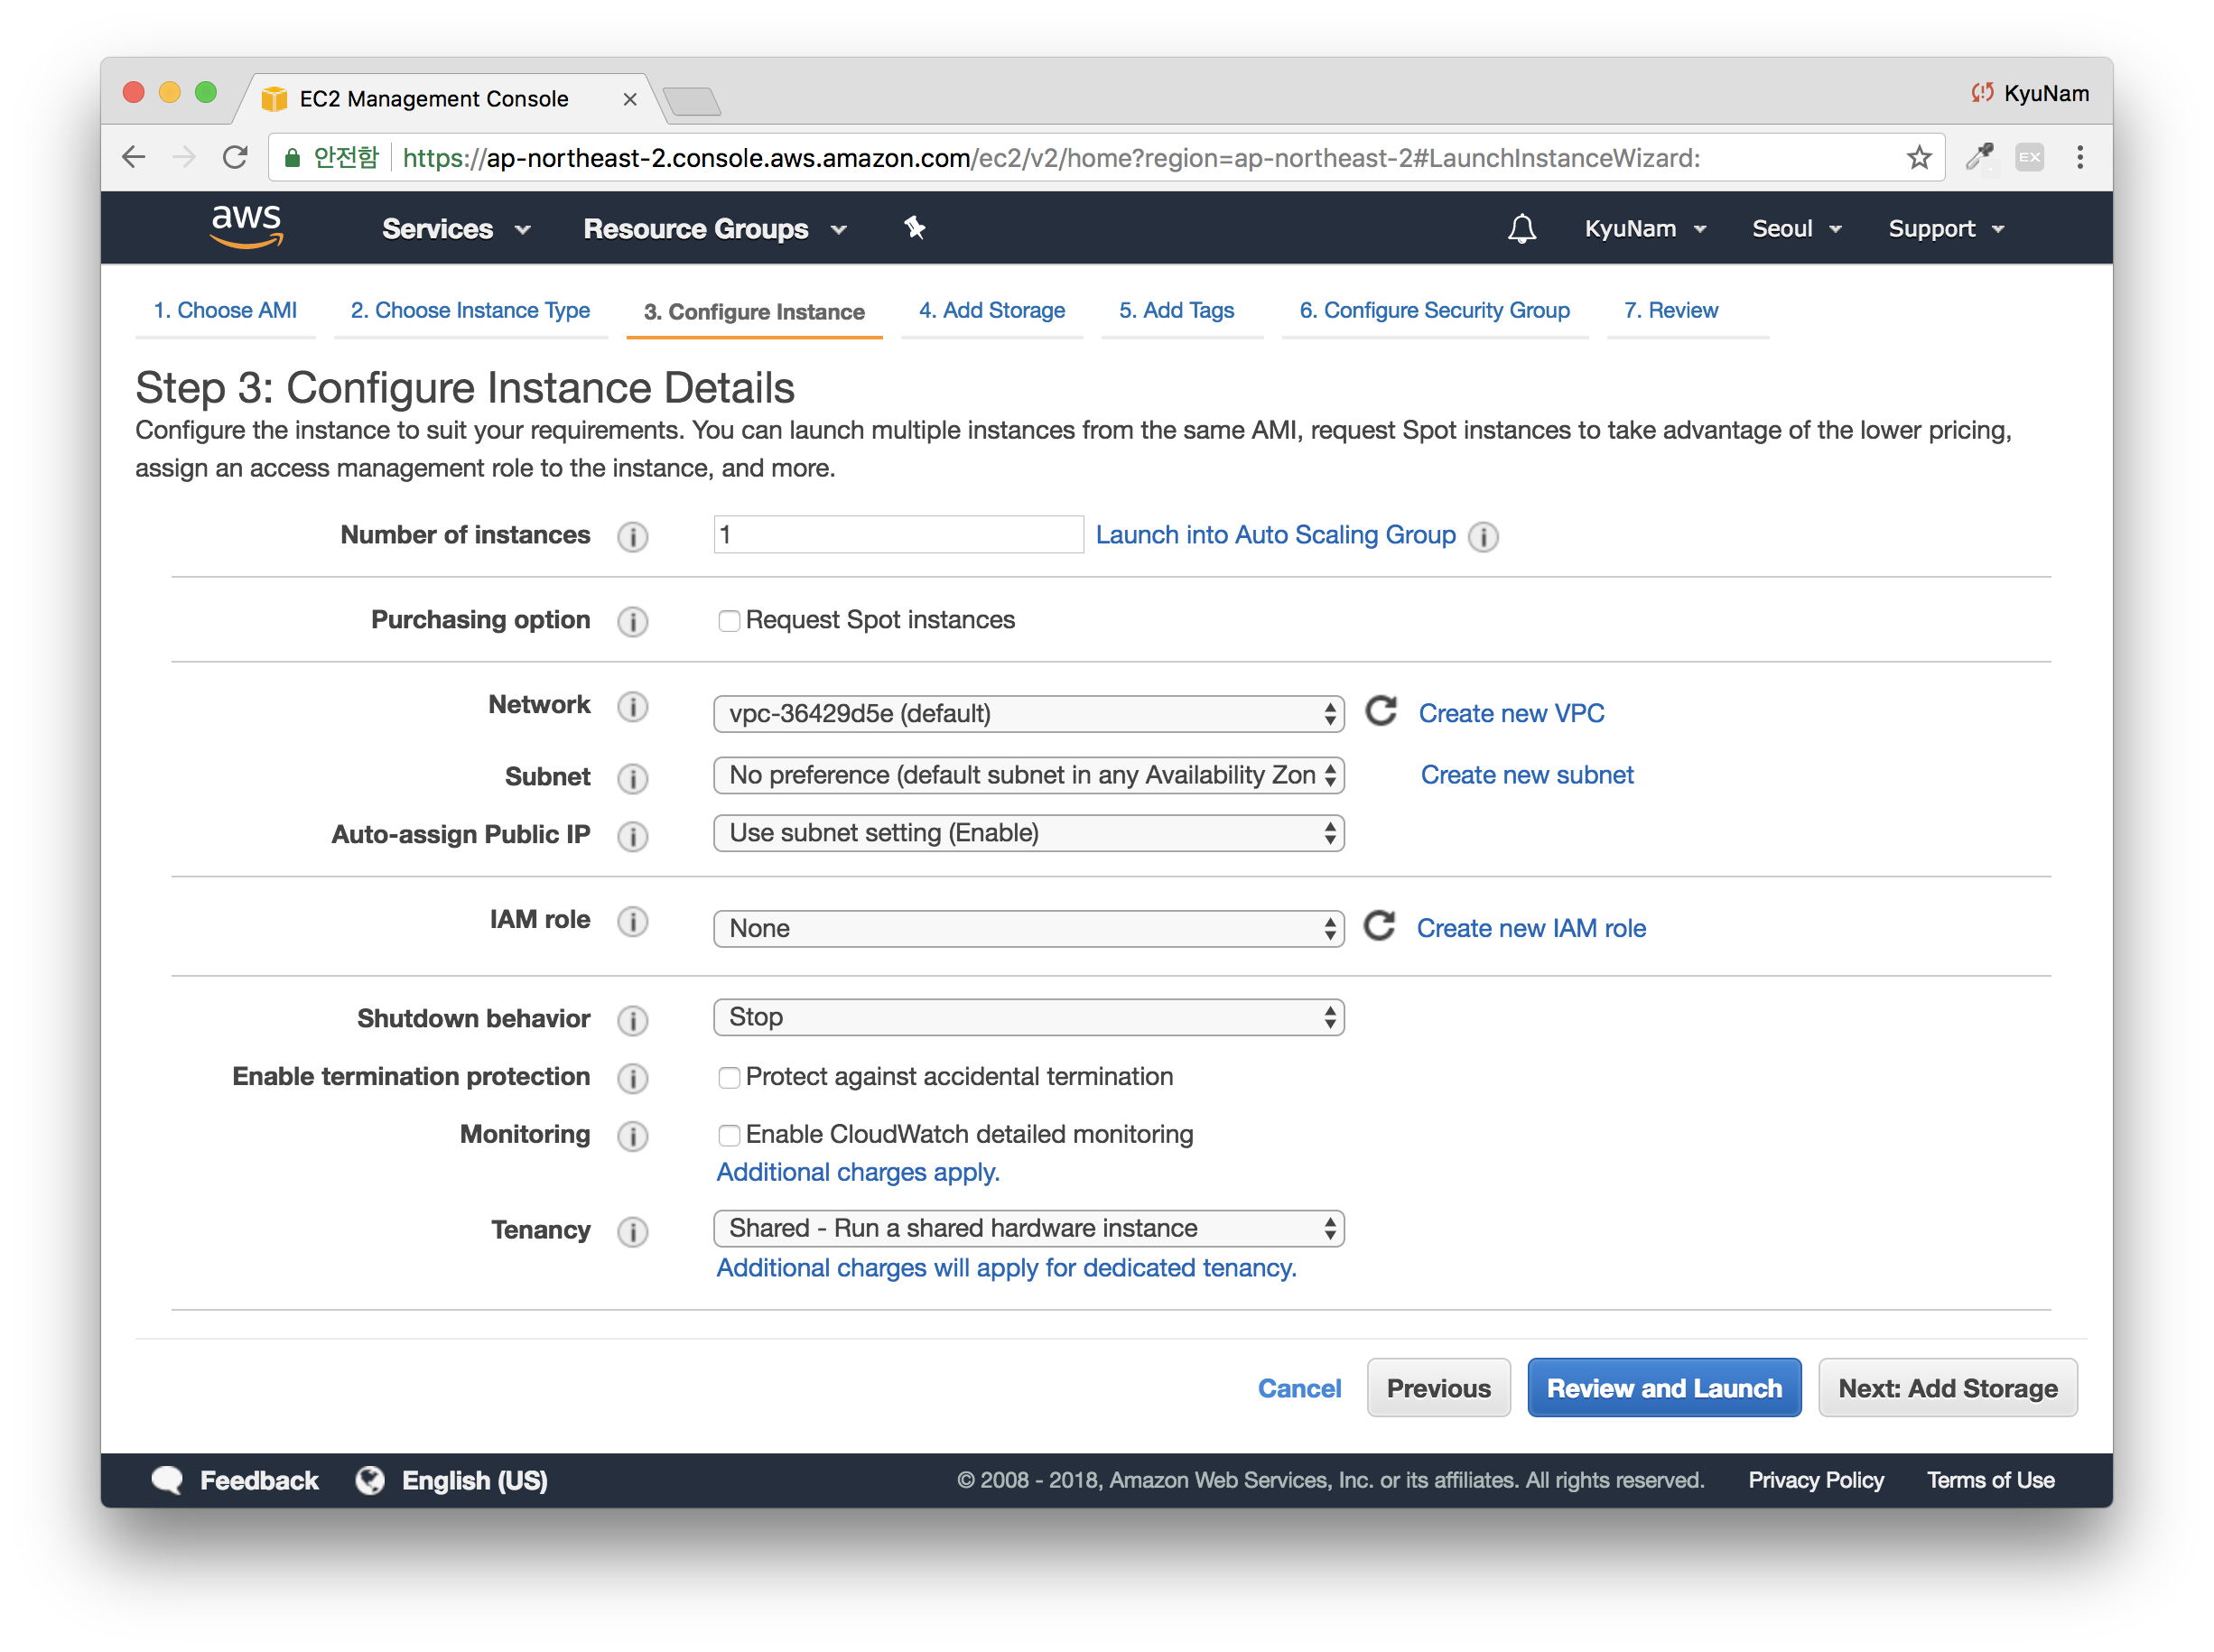 EC2 Management Console
KyuNam
안전함 https://ap-northeast-2.console.aws.amazon.com/ec2/v2/home?region=ap-northeast-2#LaunchInstanceWizard:
EX
aws Services Resource Groups KyuNam Seoul Support
1. Choose AMI 2. Choose Instance Type 3. Configure Instance 4. Add Storage 5. Add Tags 6. Configure Security Group 7. Review
Step 3: Configure Instance Details
Configure the instance to suit your requirements. You can launch multiple instances from the same AMI, request Spot instances to take advantage of the lower pricing,
assign an access management role to the instance, and more.
Number of instances 1 Launch into Auto Scaling Group
Purchasing option Request Spot instances
Network vpc-36429d5e (default) Create new VPC
Subnet No preference (default subnet in any Availability Zon Create new subnet
Auto-assign Public IP Use subnet setting (Enable)
IAM role None Create new IAM role
Shutdown behavior Stop
Enable termination protection Protect against accidental termination
Monitoring Enable CloudWatch detailed monitoring
Additional charges apply.
Tenancy Shared - Run a shared hardware instance
Additional charges will apply for dedicated tenancy.
Cancel Previous Review and Launch Next: Add Storage
Feedback English (US) © 2008 - 2018, Amazon Web Services, Inc. or its affiliates. All rights reserved. Privacy Policy Terms of Use